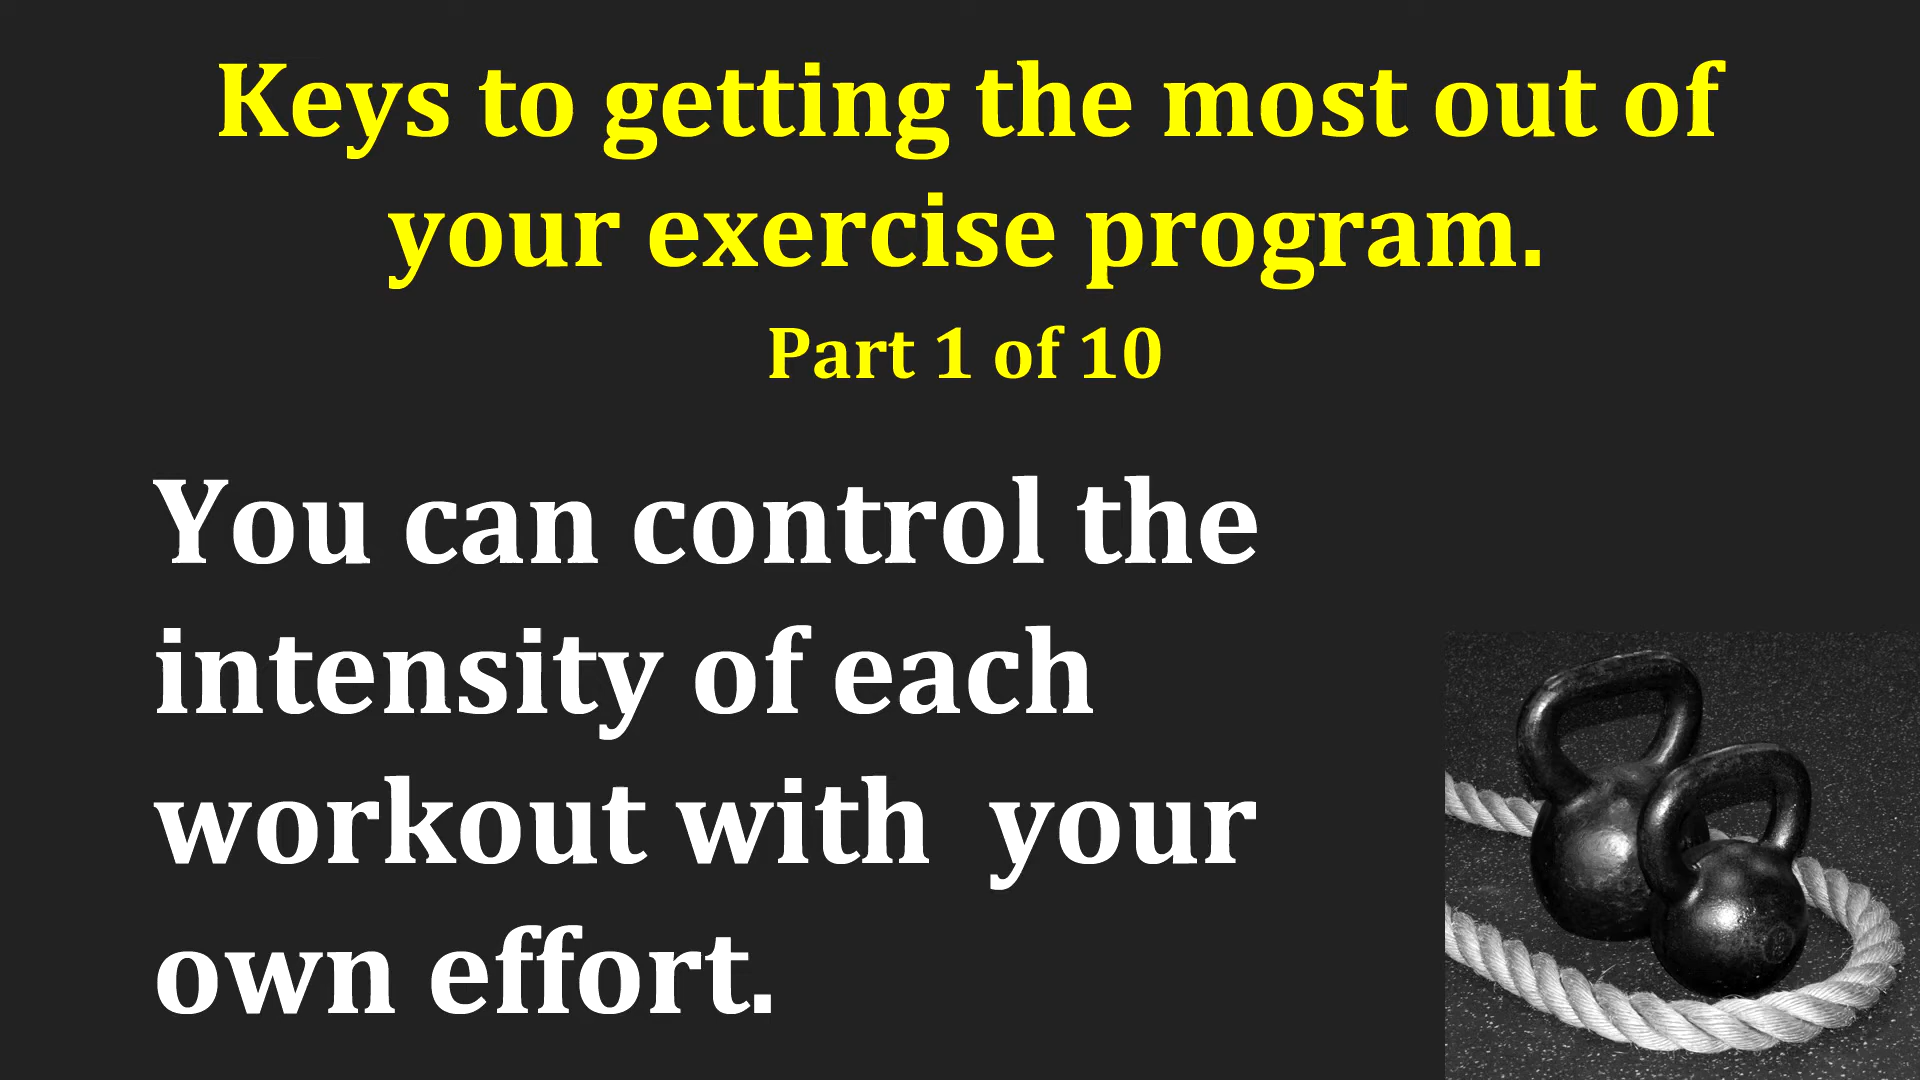 Keys to getting the most out of
your exercise program.
Part 1 of 10
You can control the
intensity of each
workout with  your
own effort.